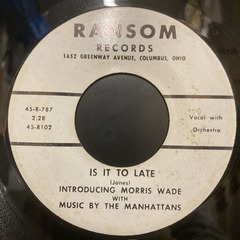 RANSOM
RECORDS
1652 GREENWAY AVENUE, COLUMBUS, OHIO
45-R-787
2:28
45-R102
Vocal with
Orchestra
IS IT TO LATE
(Janes)
INTRODUCING MORRIS WADE
WITH
MUSIC BY THE MANHATTANS